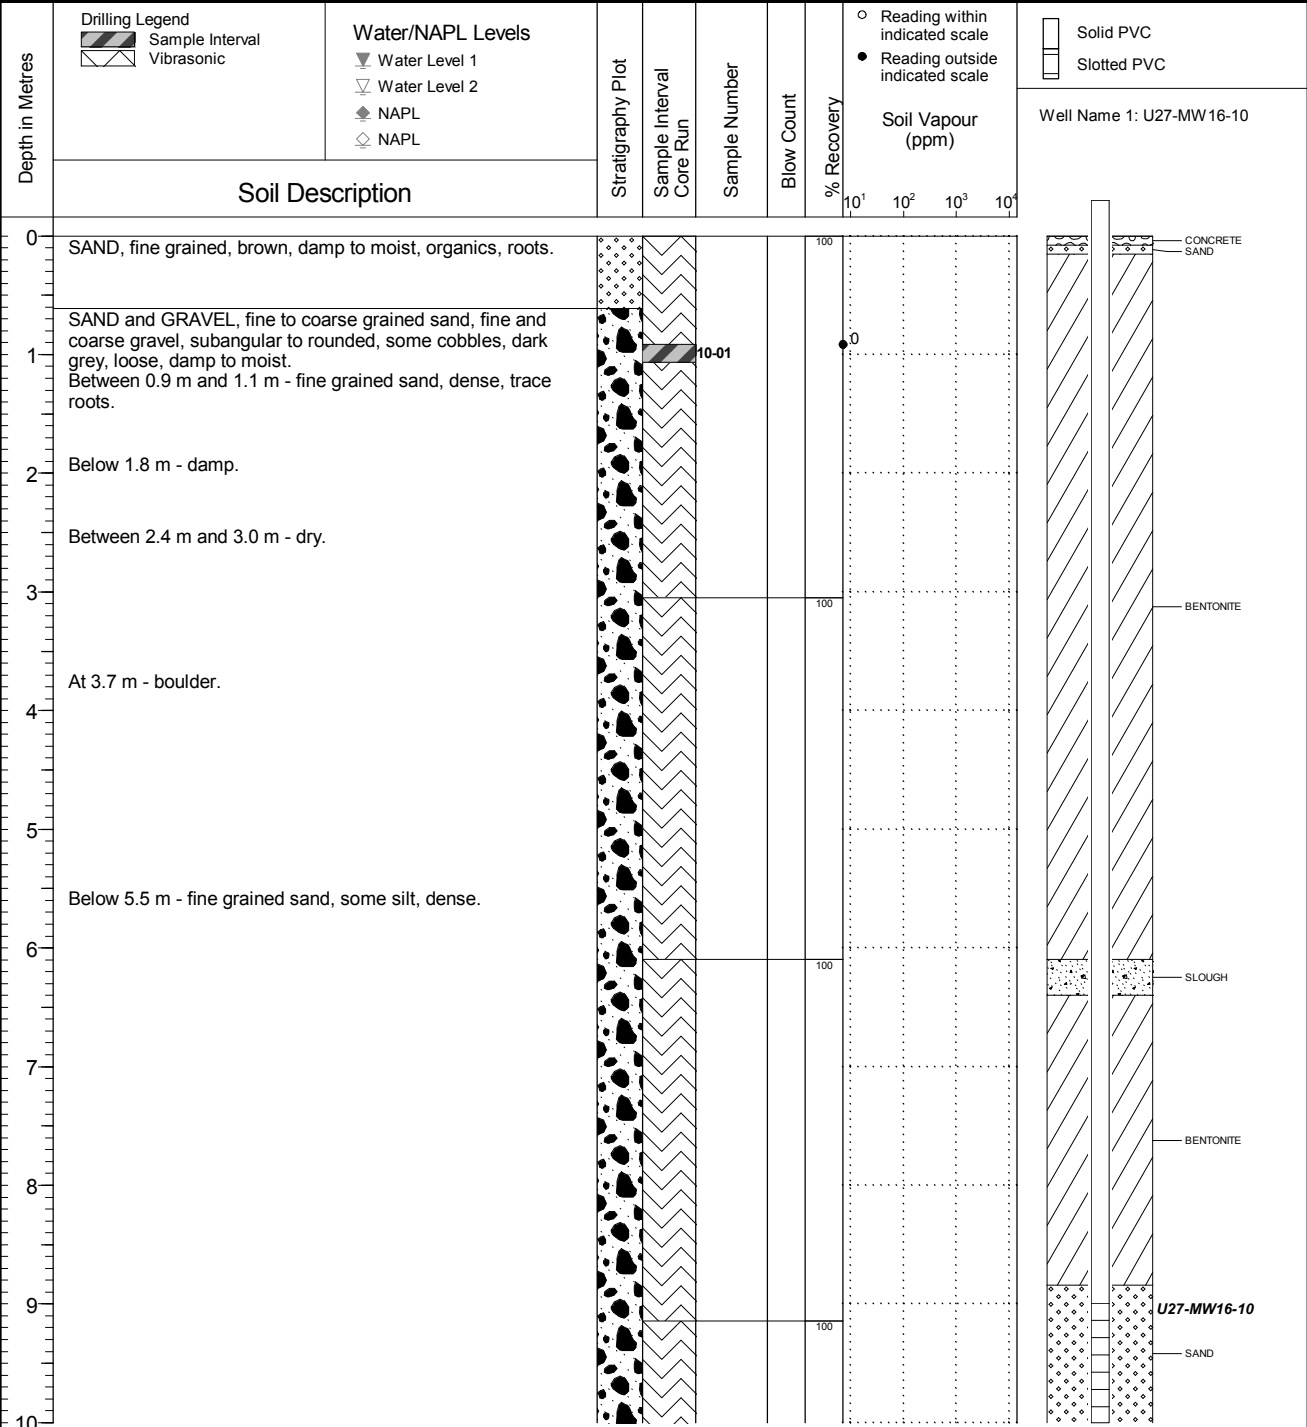 Depth in Metres
Drilling Legend
Sample Interval
Vibrasonic
Water/NAPL Levels
Water Level 1
Water Level 2
NAPL
NAPL
Soil Description
Stratigraphy Plot
Sample Interval
Core Run
Sample Number
Blow Count
% Recovery
Reading within
indicated scale
Reading outside
indicated scale
Soil Vapour
(ppm)
10¹ 10² 10³ 10⁴
Solid PVC
Slotted PVC
Well Name 1: U27-MW16-10
0
SAND, fine grained, brown, damp to moist, organics, roots.
100
CONCRETE
SAND
SAND and GRAVEL, fine to coarse grained sand, fine and
coarse gravel, subangular to rounded, some cobbles, dark
grey, loose, damp to moist.
1
10-01
0
Between 0.9 m and 1.1 m - fine grained sand, dense, trace
roots.
Below 1.8 m - damp.
2
Between 2.4 m and 3.0 m - dry.
3
100
BENTONITE
At 3.7 m - boulder.
4
5
Below 5.5 m - fine grained sand, some silt, dense.
6
100
SLOUGH
7
BENTONITE
8
9
U27-MW16-10
100
SAND
10